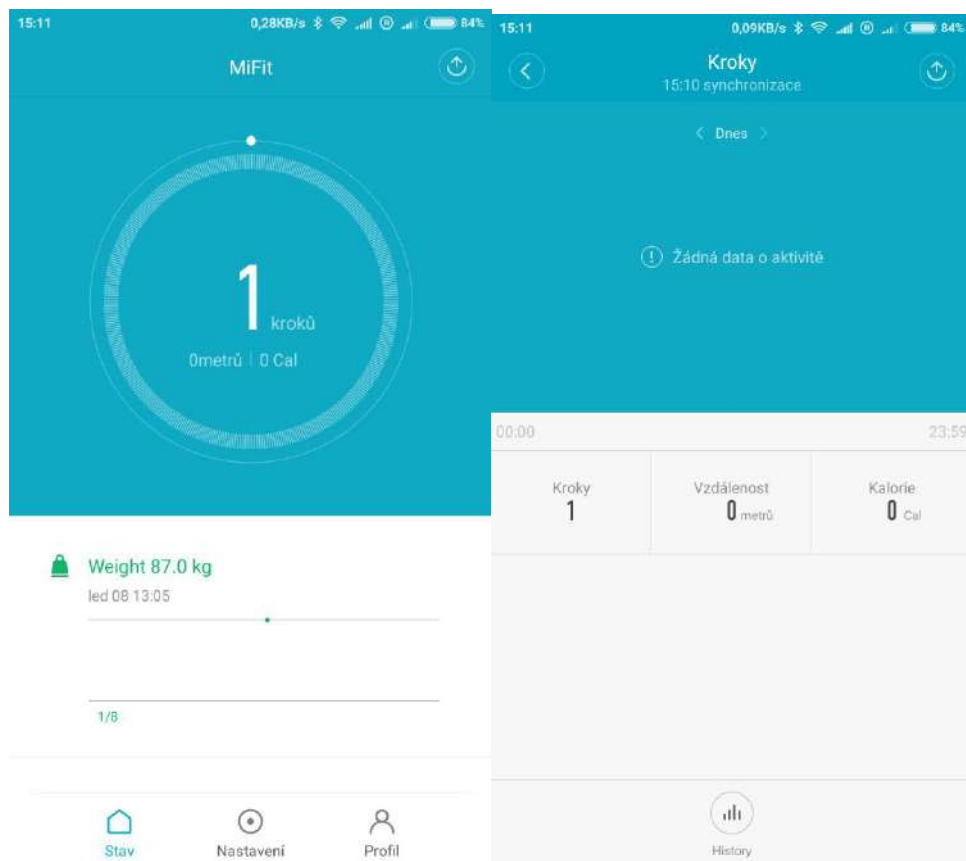 15:11 0,28KB/s 84%
MiFit
1 kroků
0metrů 0 Cal
Weight 87.0 kg
led 08 13:05
1/8
Stav Nastavení Profil
15:11 0,09KB/s 84%
Kroky
15:10 synchronizace
Dnes
Žádná data o aktivitě
00:00 23:59
Kroky Vzdálenost Kalorie
1 0 metrů 0 Cal
History